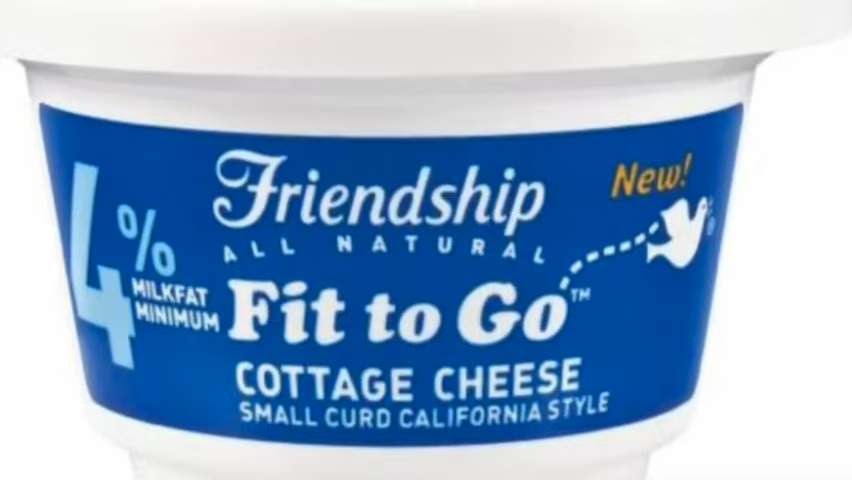 Friendship
ALL NATURAL
New!
4%
MILKFAT
MINIMUM
Fit to Go™
COTTAGE CHEESE
SMALL CURD CALIFORNIA STYLE